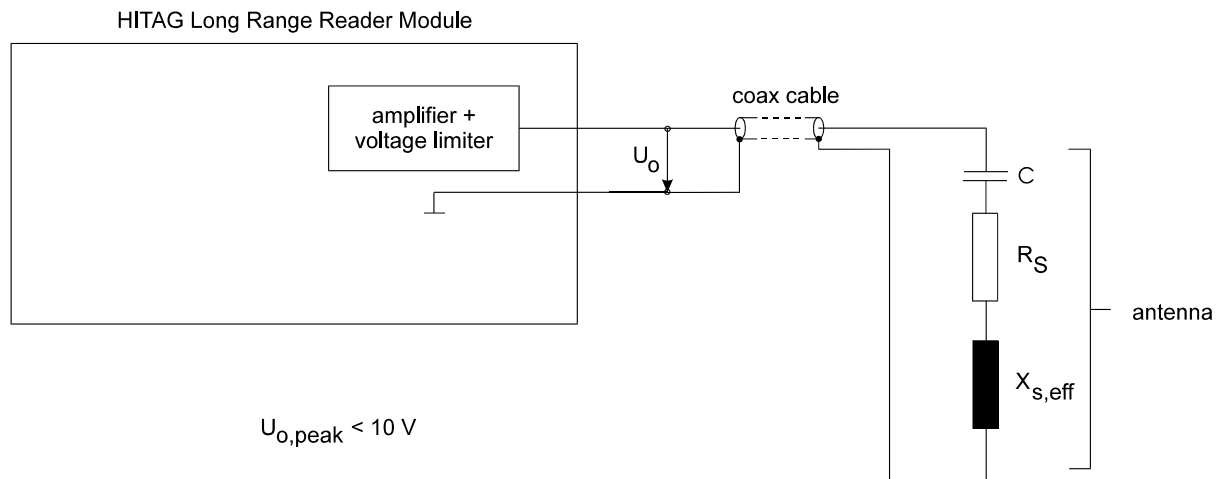 HITAG Long Range Reader Module
amplifier +
voltage limiter
coax cable
Uo
C
RS
Xs,eff
antenna
Uo,peak < 10 V